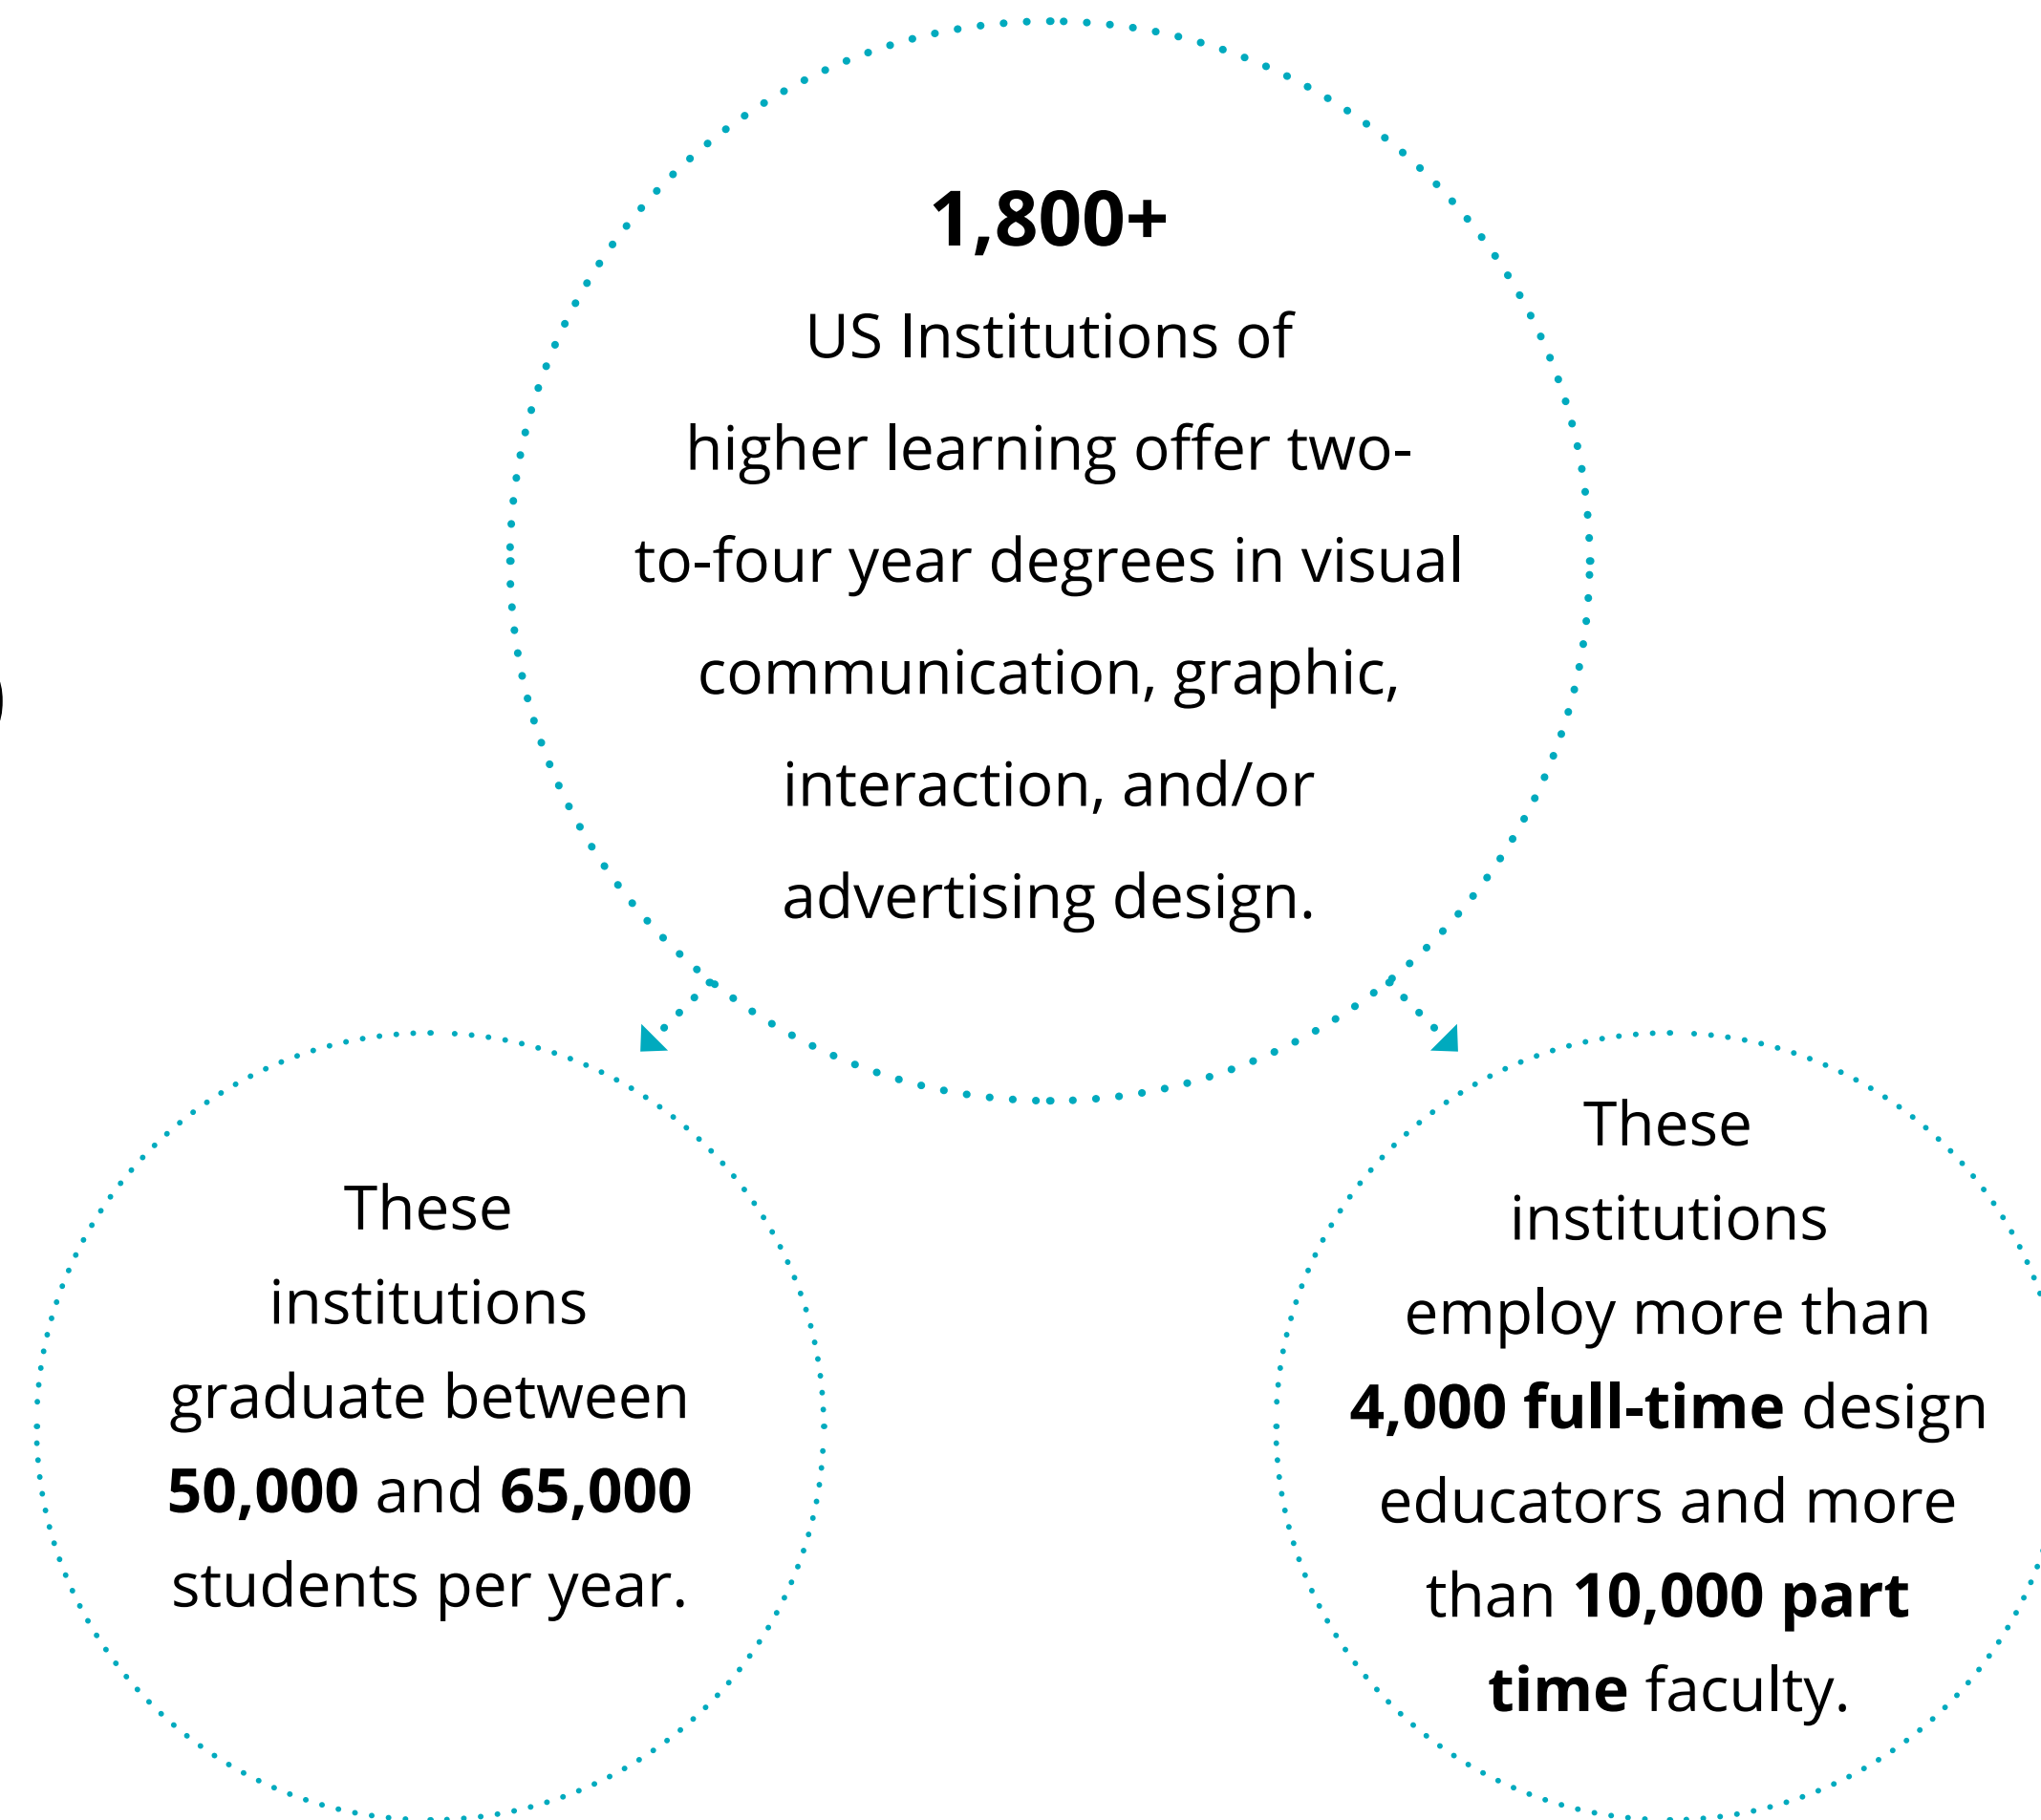 1,800+
US Institutions of
higher learning offer two-
to-four year degrees in visual
communication, graphic,
interaction, and/or
advertising design.
These
institutions
graduate between
50,000 and 65,000
students per year.
These
institutions
employ more than
4,000 full-time design
educators and more
than 10,000 part
time faculty.